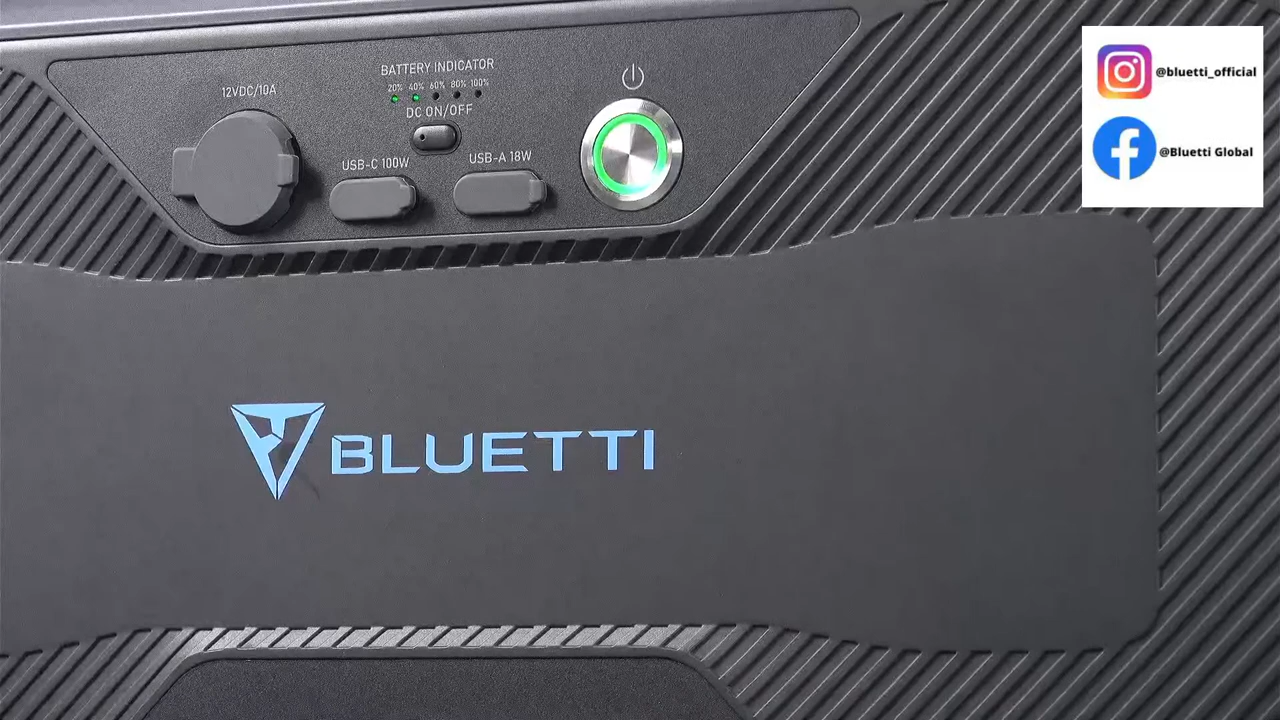 BATTERY INDICATOR
20% 40% 60% 80% 100%
12VDC/10A
DC ON/OFF
USB-C 100W
USB-A 18W
BLUETTI
@bluetti_official
@Bluetti Global